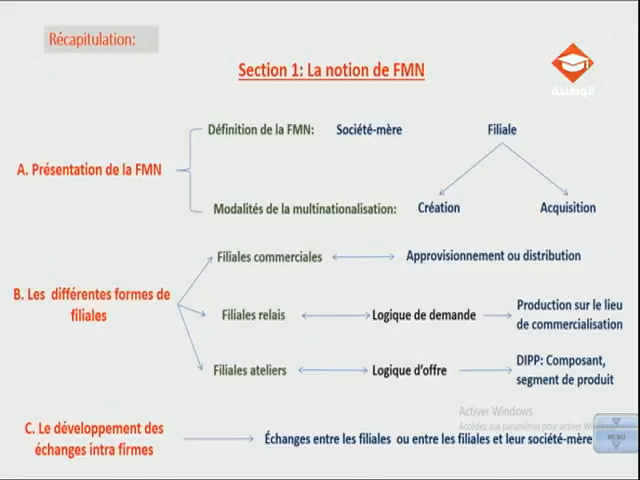 Récapitulation:
Section 1: La notion de FMN
الوطنية
Définition de la FMN: Société-mère Filiale
A. Présentation de la FMN
Modalités de la multinationalisation: Création Acquisition
Filiales commerciales Approvisionnement ou distribution
B. Les différentes formes de
filiales
Filiales relais Logique de demande Production sur le lieu
de commercialisation
Filiales ateliers Logique d'offre DIPP: Composant,
segment de produit
Activer Windows
Accédez aux paramètres pour activer Windows
C. Le développement des
échanges intra firmes
Échanges entre les filiales ou entre les filiales et leur société-mère
MENU